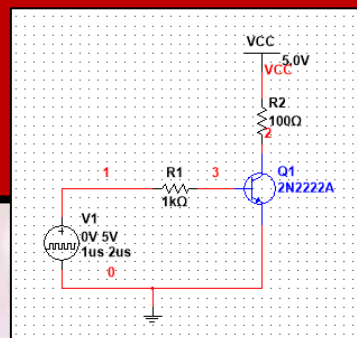 VCC
5.0V
VCC
R2
100Ω
2
Q1
2N2222A
1
R1
3
1kΩ
V1
0V 5V
1us 2us
0